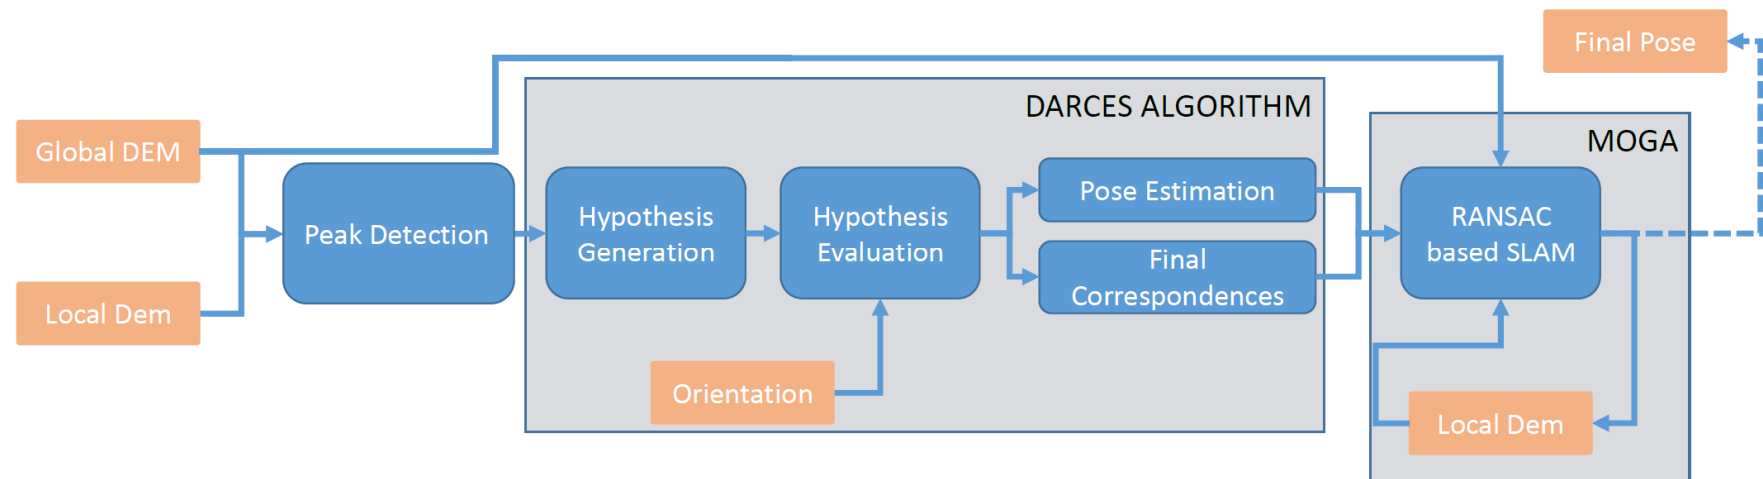 Final Pose
DARCES ALGORITHM
MOGA
Global DEM
Local Dem
Peak Detection
Hypothesis
Generation
Hypothesis
Evaluation
Orientation
Pose Estimation
Final
Correspondences
RANSAC
based SLAM
Local Dem